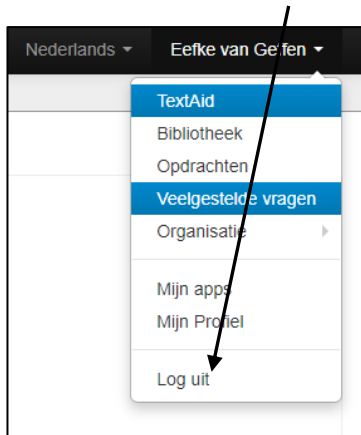 Nederlands Eefke van Gelfen
TextAid
Bibliotheek
Opdrachten
Veelgestelde vragen
Organisatie
Mijn apps
Mijn Profiel
Log uit